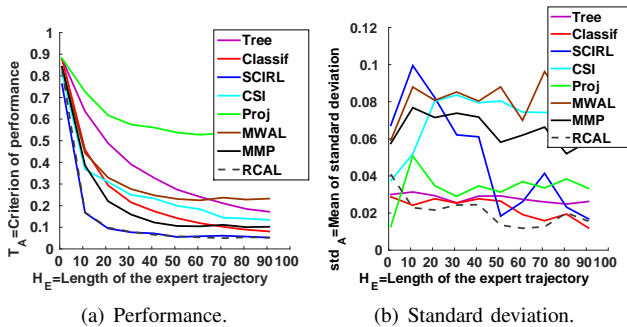 1
0.9
0.8
0.7
0.6
0.5
0.4
0.3
0.2
0.1
0
0 10 20 30 40 50 60 70 80 90 100
T_A=Criterion of performance
H_E=Length of the expert trajectory
Tree
Classif
SCIRL
CSI
Proj
MWAL
MMP
RCAL
(a) Performance.
0.12
0.1
0.08
0.06
0.04
0.02
0
0 10 20 30 40 50 60 70 80 90 100
std_A=Mean of standard deviation
H_E=Length of the expert trajectory
Tree
Classif
SCIRL
CSI
Proj
MWAL
MMP
RCAL
(b) Standard deviation.